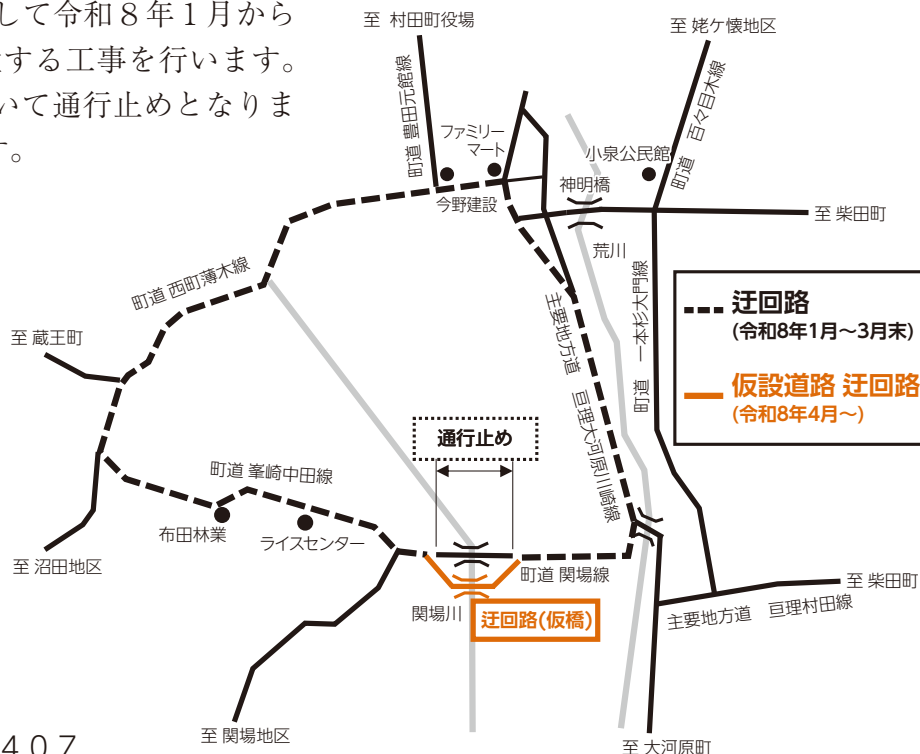 して令和８年１月から
する工事を行います。
いて通行止めとなりま
す。
至 村田町役場
至 姥ケ懐地区
町道 豊田元館線
ファミリー
マート
今野建設
小泉公民館
神明橋
町道 百々目木線
至 柴田町
荒川
町道 西町薄木線
至 蔵王町
主要地方道 亘理大河原川崎線
町道 一本杉大門線
迂回路
(令和8年1月～3月末)
仮設道路 迂回路
(令和8年4月～)
通行止め
町道 峯崎中田線
布田林業
ライスセンター
至 沼田地区
町道 関場線
関場川
迂回路(仮橋)
至 柴田町
主要地方道 亘理村田線
至 関場地区
至 大河原町
４０７